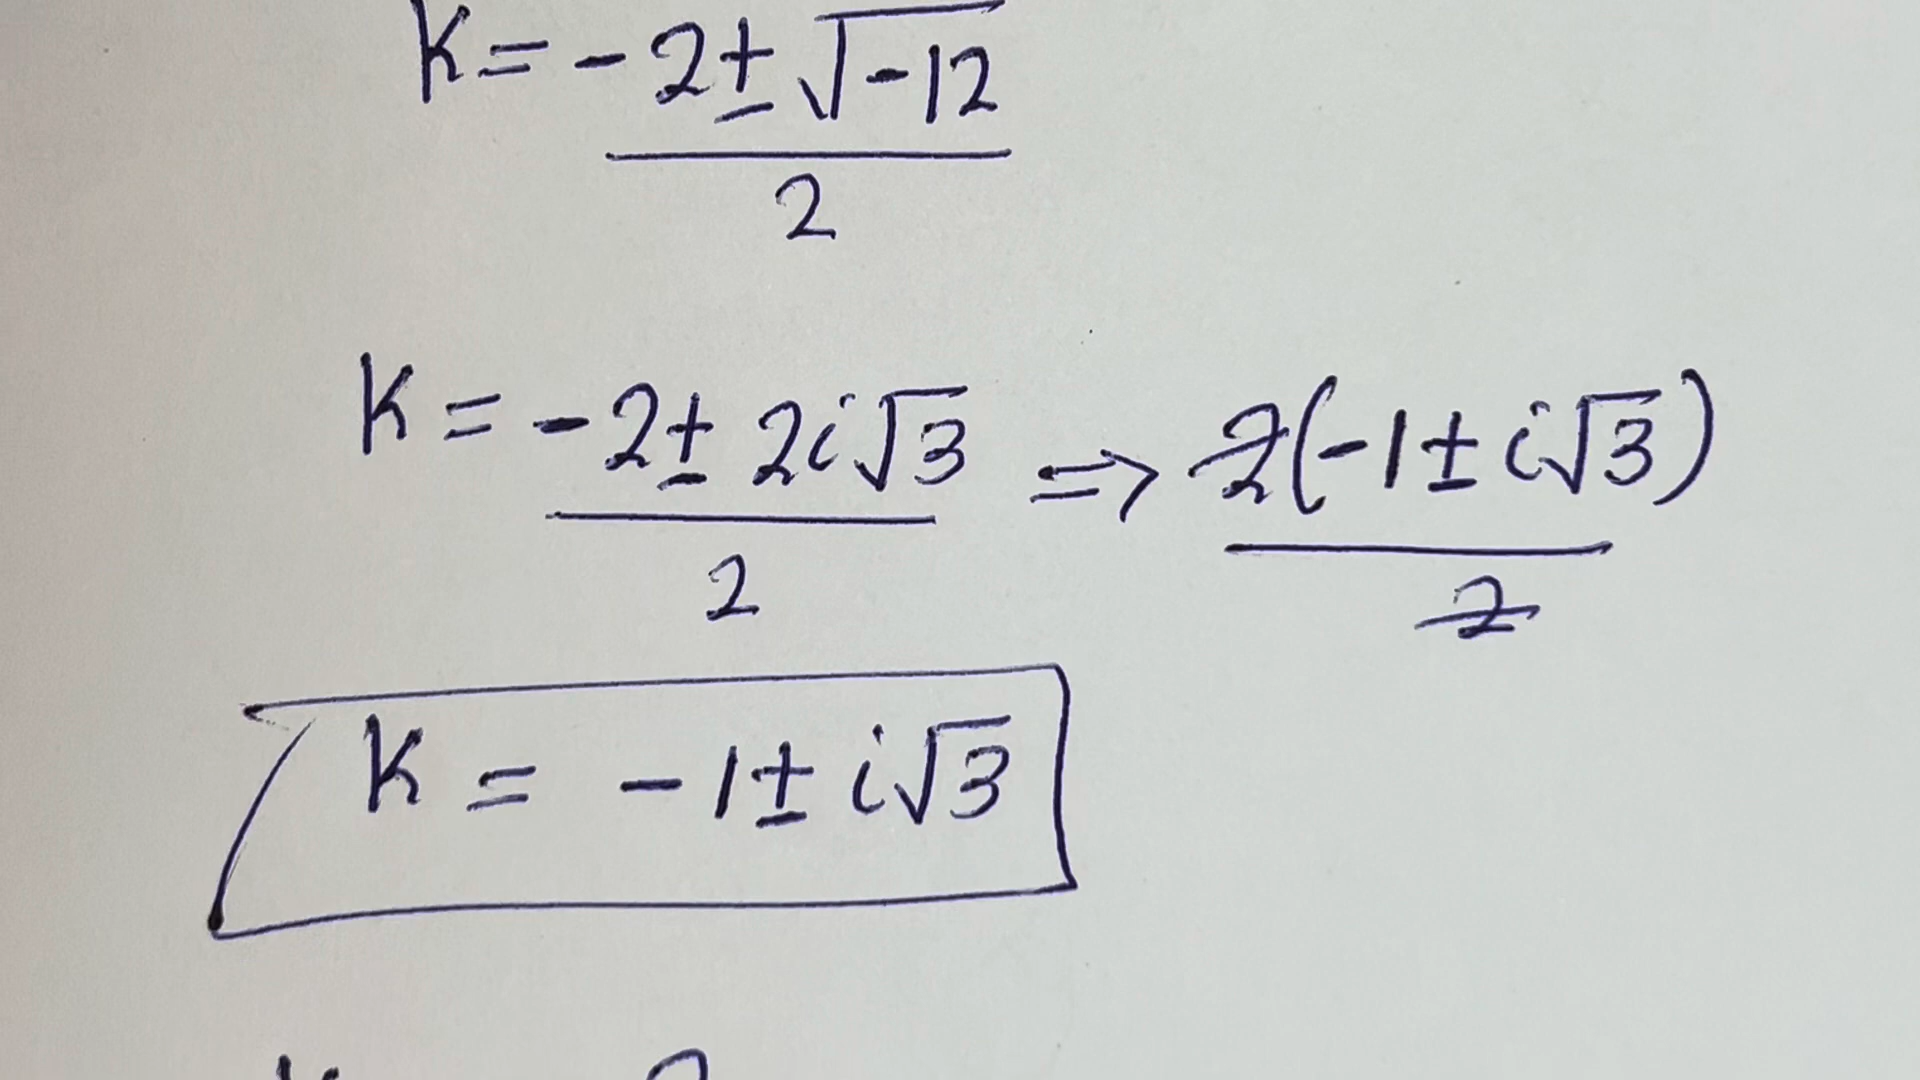 K = -2 ± √-12 / 2
K = -2 ± 2i√3 / 2 ⇒ 2(-1 ± i√3) / 2
K = -1 ± i√3